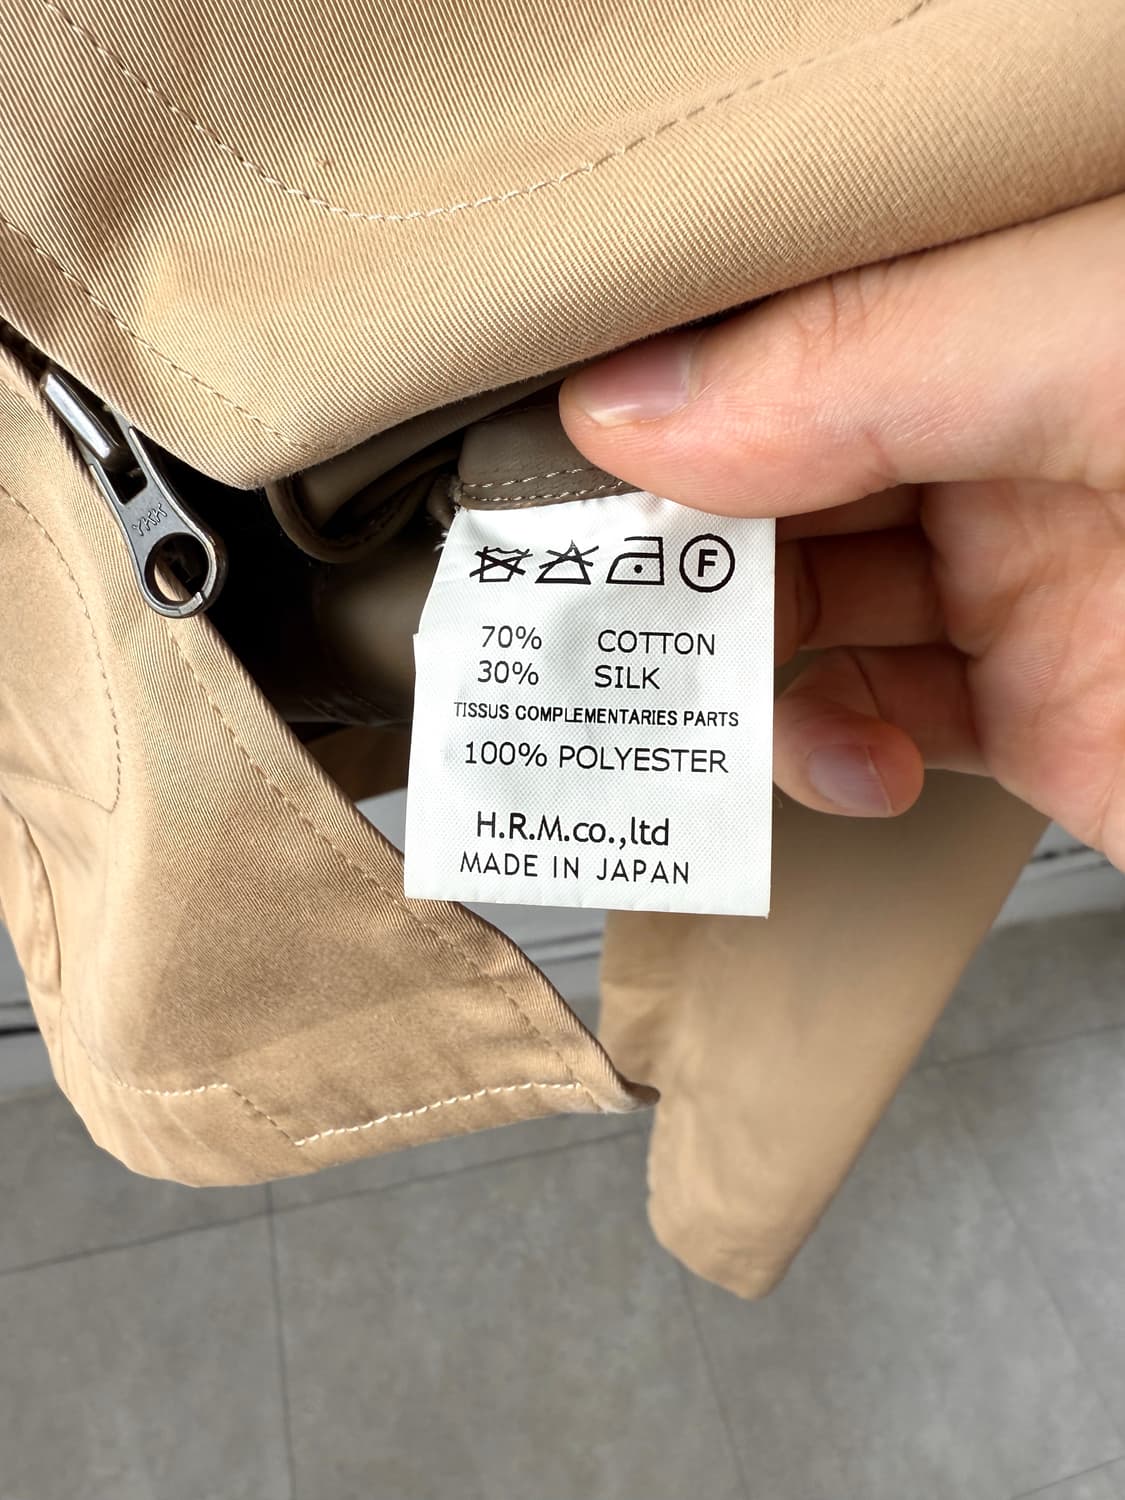 F
70% COTTON
30% SILK
TISSUS COMPLEMENTARIES PARTS
100% POLYESTER
H.R.M.co.,ltd
MADE IN JAPAN